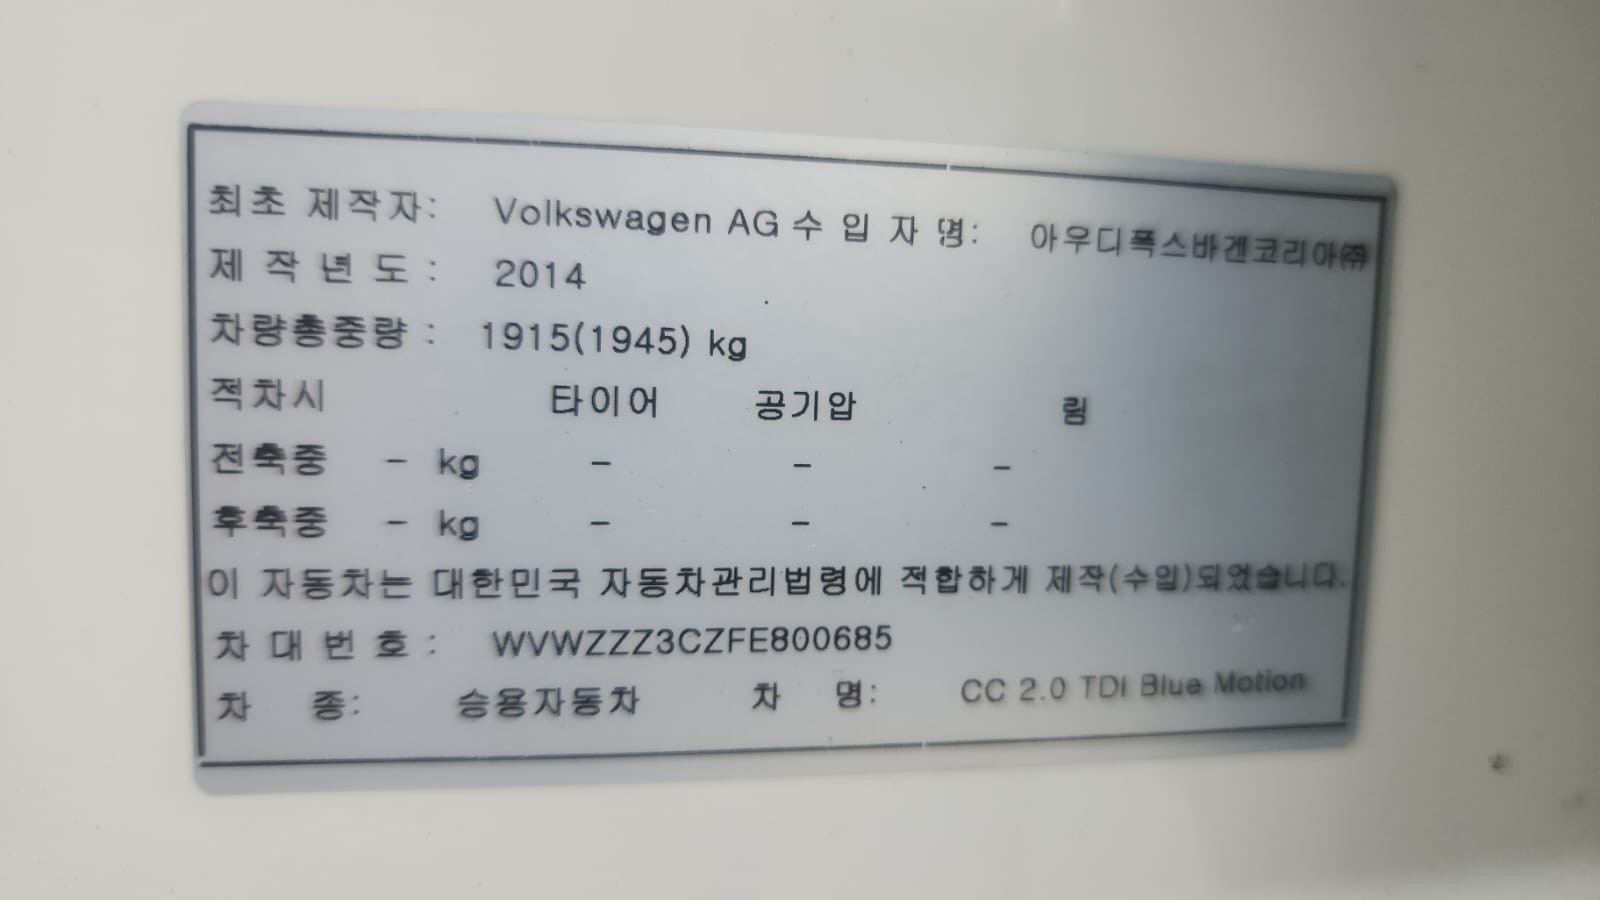 최초 제작자: Volkswagen AG 수 입 자 명: 아우디폭스바겐코리아㈜
제 작 년 도 : 2014
차량총중량 : 1915(1945) kg
적차시 타이어 공기압 림
전축중 - kg - - -
후축중 - kg - - -
이 자동차는 대한민국 자동차관리법령에 적합하게 제작(수입)되었습니다.
차 대 번 호 : WVWZZZ3CZFE800685
차 종: 승용자동차 차 명: CC 2.0 TDI Blue Motion